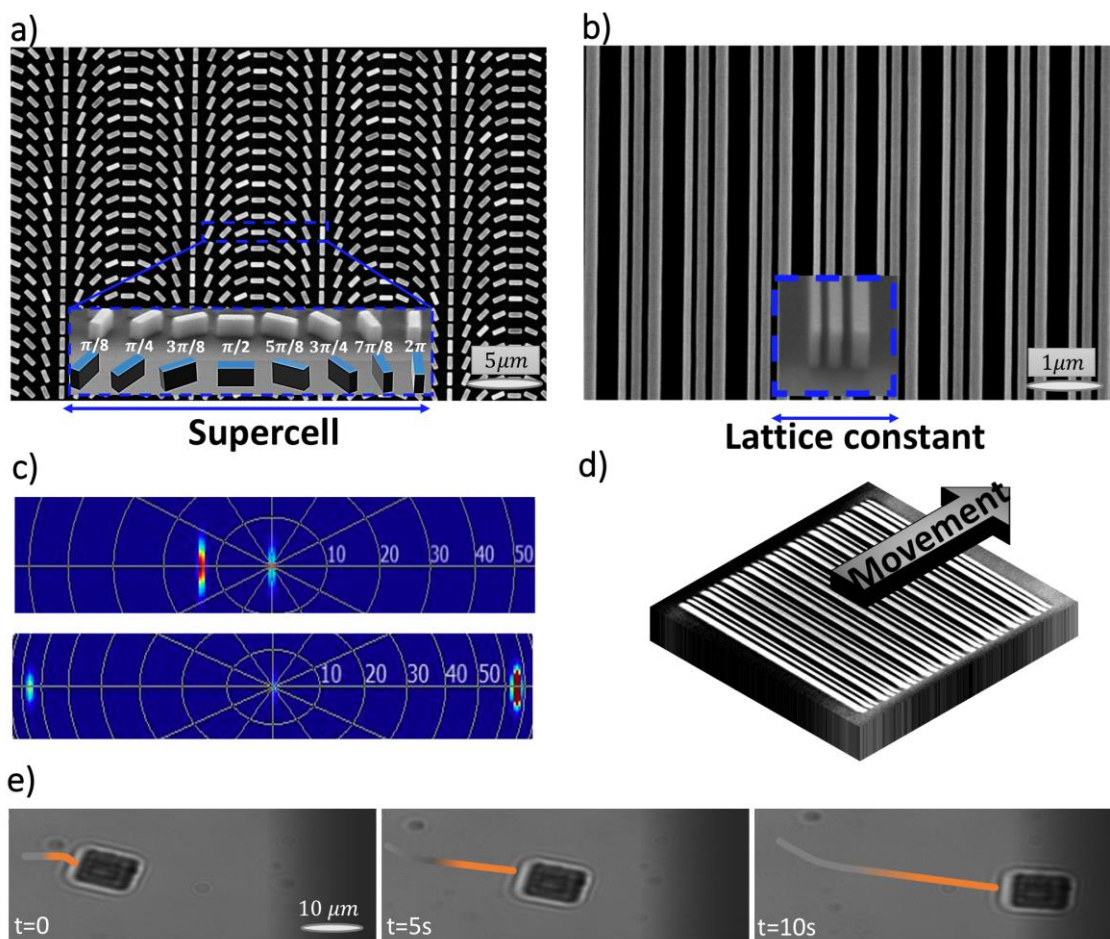 a)
b)
π/8 π/4 3π/8 π/2 5π/8 3π/4 7π/8 2π
5μm
1μm
Supercell
Lattice constant
c)
d)
10 20 30 40 50
10 20 30 40 50
Movement
e)
t=0
10 μm
t=5s
t=10s